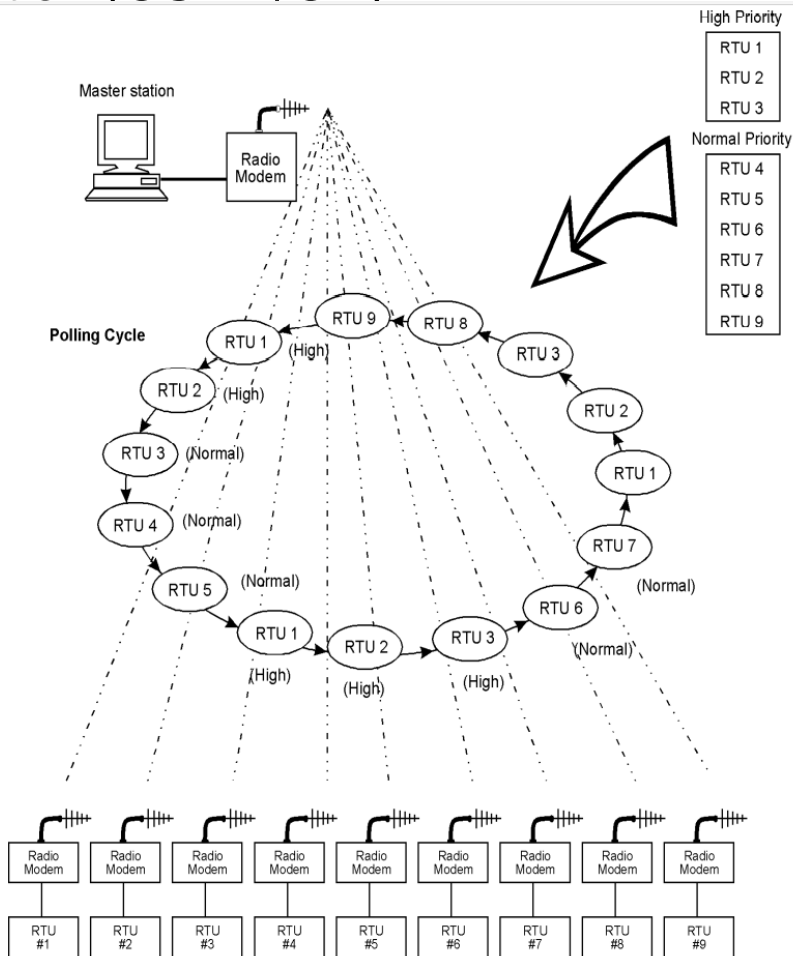 High Priority
RTU 1
RTU 2
RTU 3
Normal Priority
RTU 4
RTU 5
RTU 6
RTU 7
RTU 8
RTU 9
Master station
Radio
Modem
Polling Cycle
RTU 1
(High)
RTU 2
(High)
RTU 3
(Normal)
RTU 4
(Normal)
RTU 5
(Normal)
RTU 1
(High)
RTU 2
(High)
RTU 3
(High)
RTU 6
(Normal)
RTU 7
(Normal)
RTU 1
RTU 2
RTU 3
RTU 8
RTU 9
Radio
Modem
Radio
Modem
Radio
Modem
Radio
Modem
Radio
Modem
Radio
Modem
Radio
Modem
Radio
Modem
Radio
Modem
RTU
#1
RTU
#2
RTU
#3
RTU
#4
RTU
#5
RTU
#6
RTU
#7
RTU
#8
RTU
#9